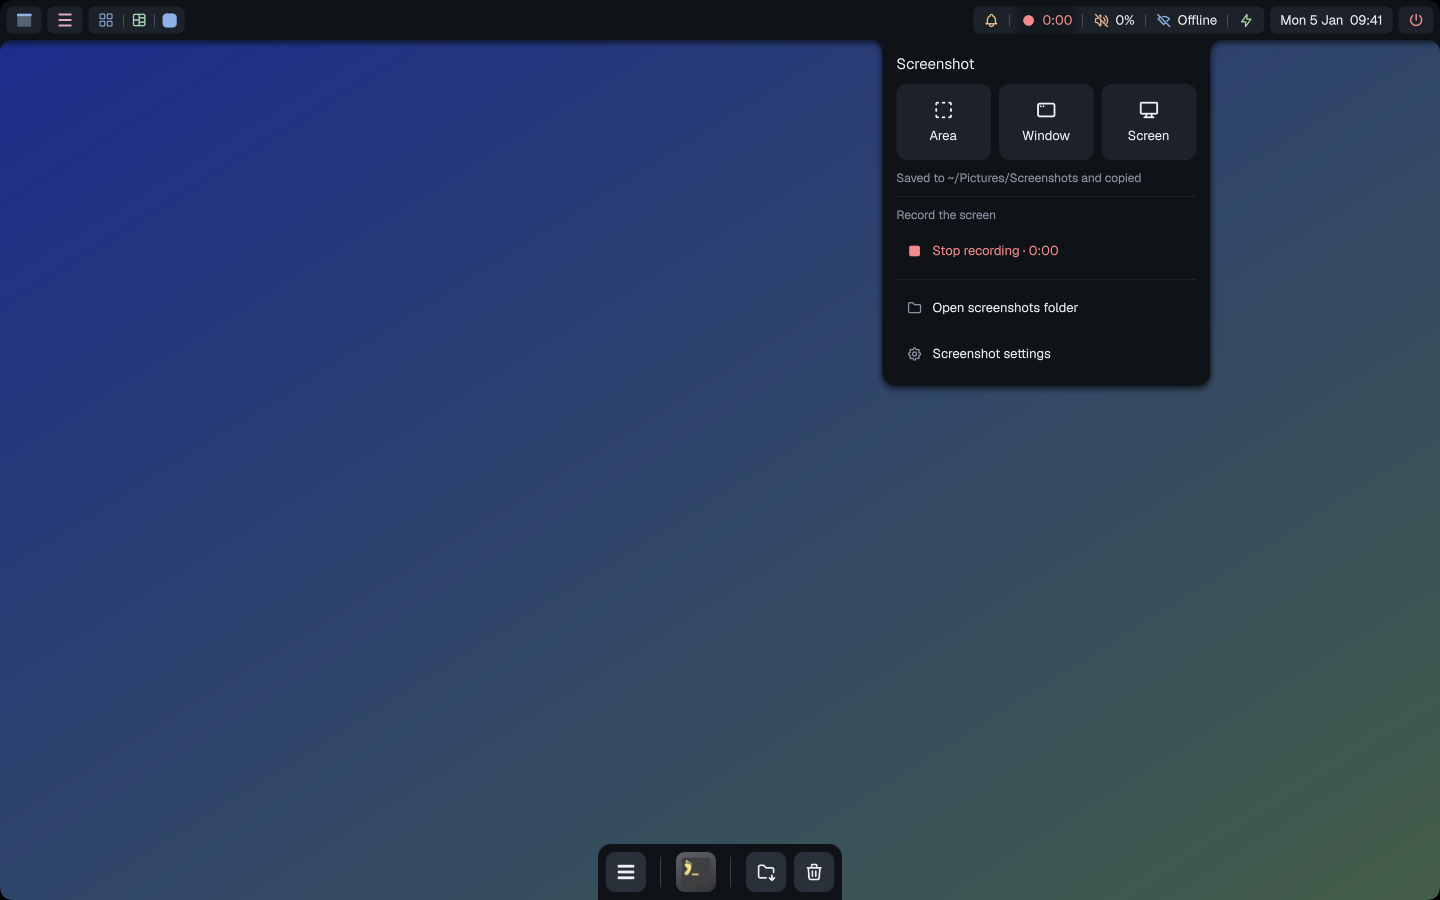 0:00
0%
Offline
Mon 5 Jan 09:41
Screenshot
Area
Window
Screen
Saved to ~/Pictures/Screenshots and copied
Record the screen
Stop recording · 0:00
Open screenshots folder
Screenshot settings